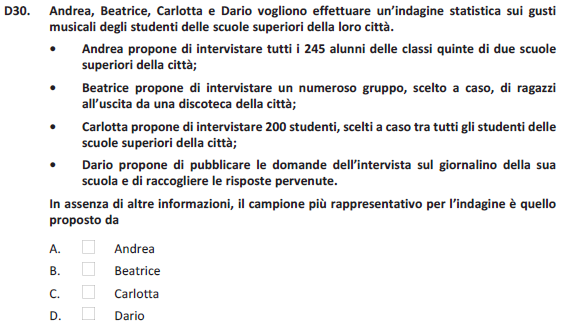 D30. Andrea, Beatrice, Carlotta e Dario vogliono effettuare un'indagine statistica sui gusti
musicali degli studenti delle scuole superiori della loro città.
• Andrea propone di intervistare tutti i 245 alunni delle classi quinte di due scuole
superiori della città;
• Beatrice propone di intervistare un numeroso gruppo, scelto a caso, di ragazzi
all'uscita da una discoteca della città;
• Carlotta propone di intervistare 200 studenti, scelti a caso tra tutti gli studenti delle
scuole superiori della città;
• Dario propone di pubblicare le domande dell'intervista sul giornalino della sua
scuola e di raccogliere le risposte pervenute.
In assenza di altre informazioni, il campione più rappresentativo per l'indagine è quello
proposto da
A. Andrea
B. Beatrice
C. Carlotta
D. Dario